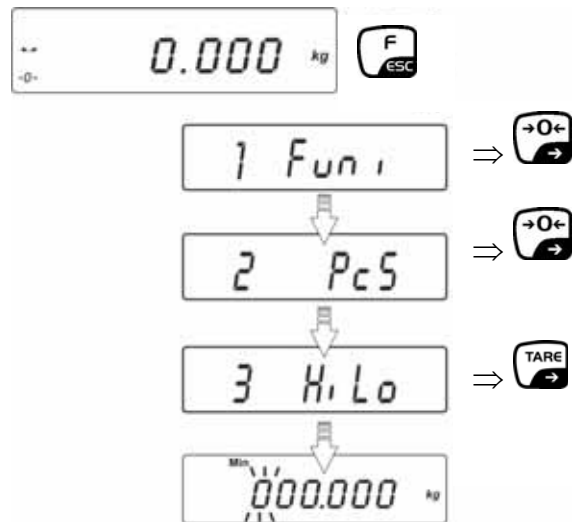 0.000 kg F
-0- ESC
1 Funi ⇒ →0←
2 PcS ⇒ →0←
3 HiLo ⇒ TARE
Min
000.000 kg